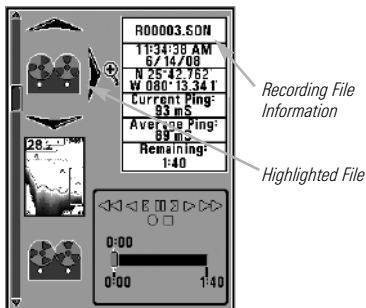 R00003.SON
11:34:38 AM
6/14/08
N 25°42.762'
W 080°13.341'
Current Ping:
93 mS
Average Ping:
89 mS
Remaining:
1:40
Recording File
Information
Highlighted File
28.2
0:00
0:00 1:40